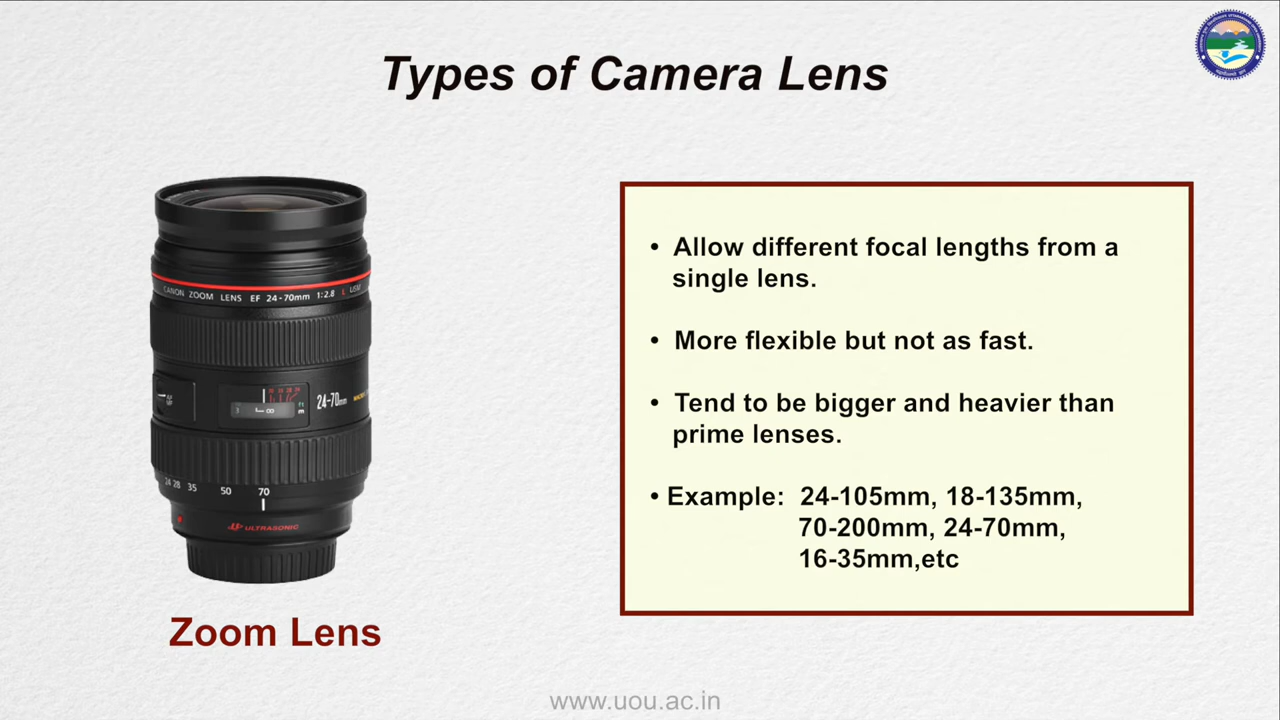 Types of Camera Lens
CANON ZOOM LENS EF 24-70mm 1:2.8 L USM
24-70mm
ft
m
24 28 35 50 70
ULTRASONIC
Zoom Lens
• Allow different focal lengths from a
single lens.
• More flexible but not as fast.
• Tend to be bigger and heavier than
prime lenses.
• Example: 24-105mm, 18-135mm,
70-200mm, 24-70mm,
16-35mm,etc
www.uou.ac.in